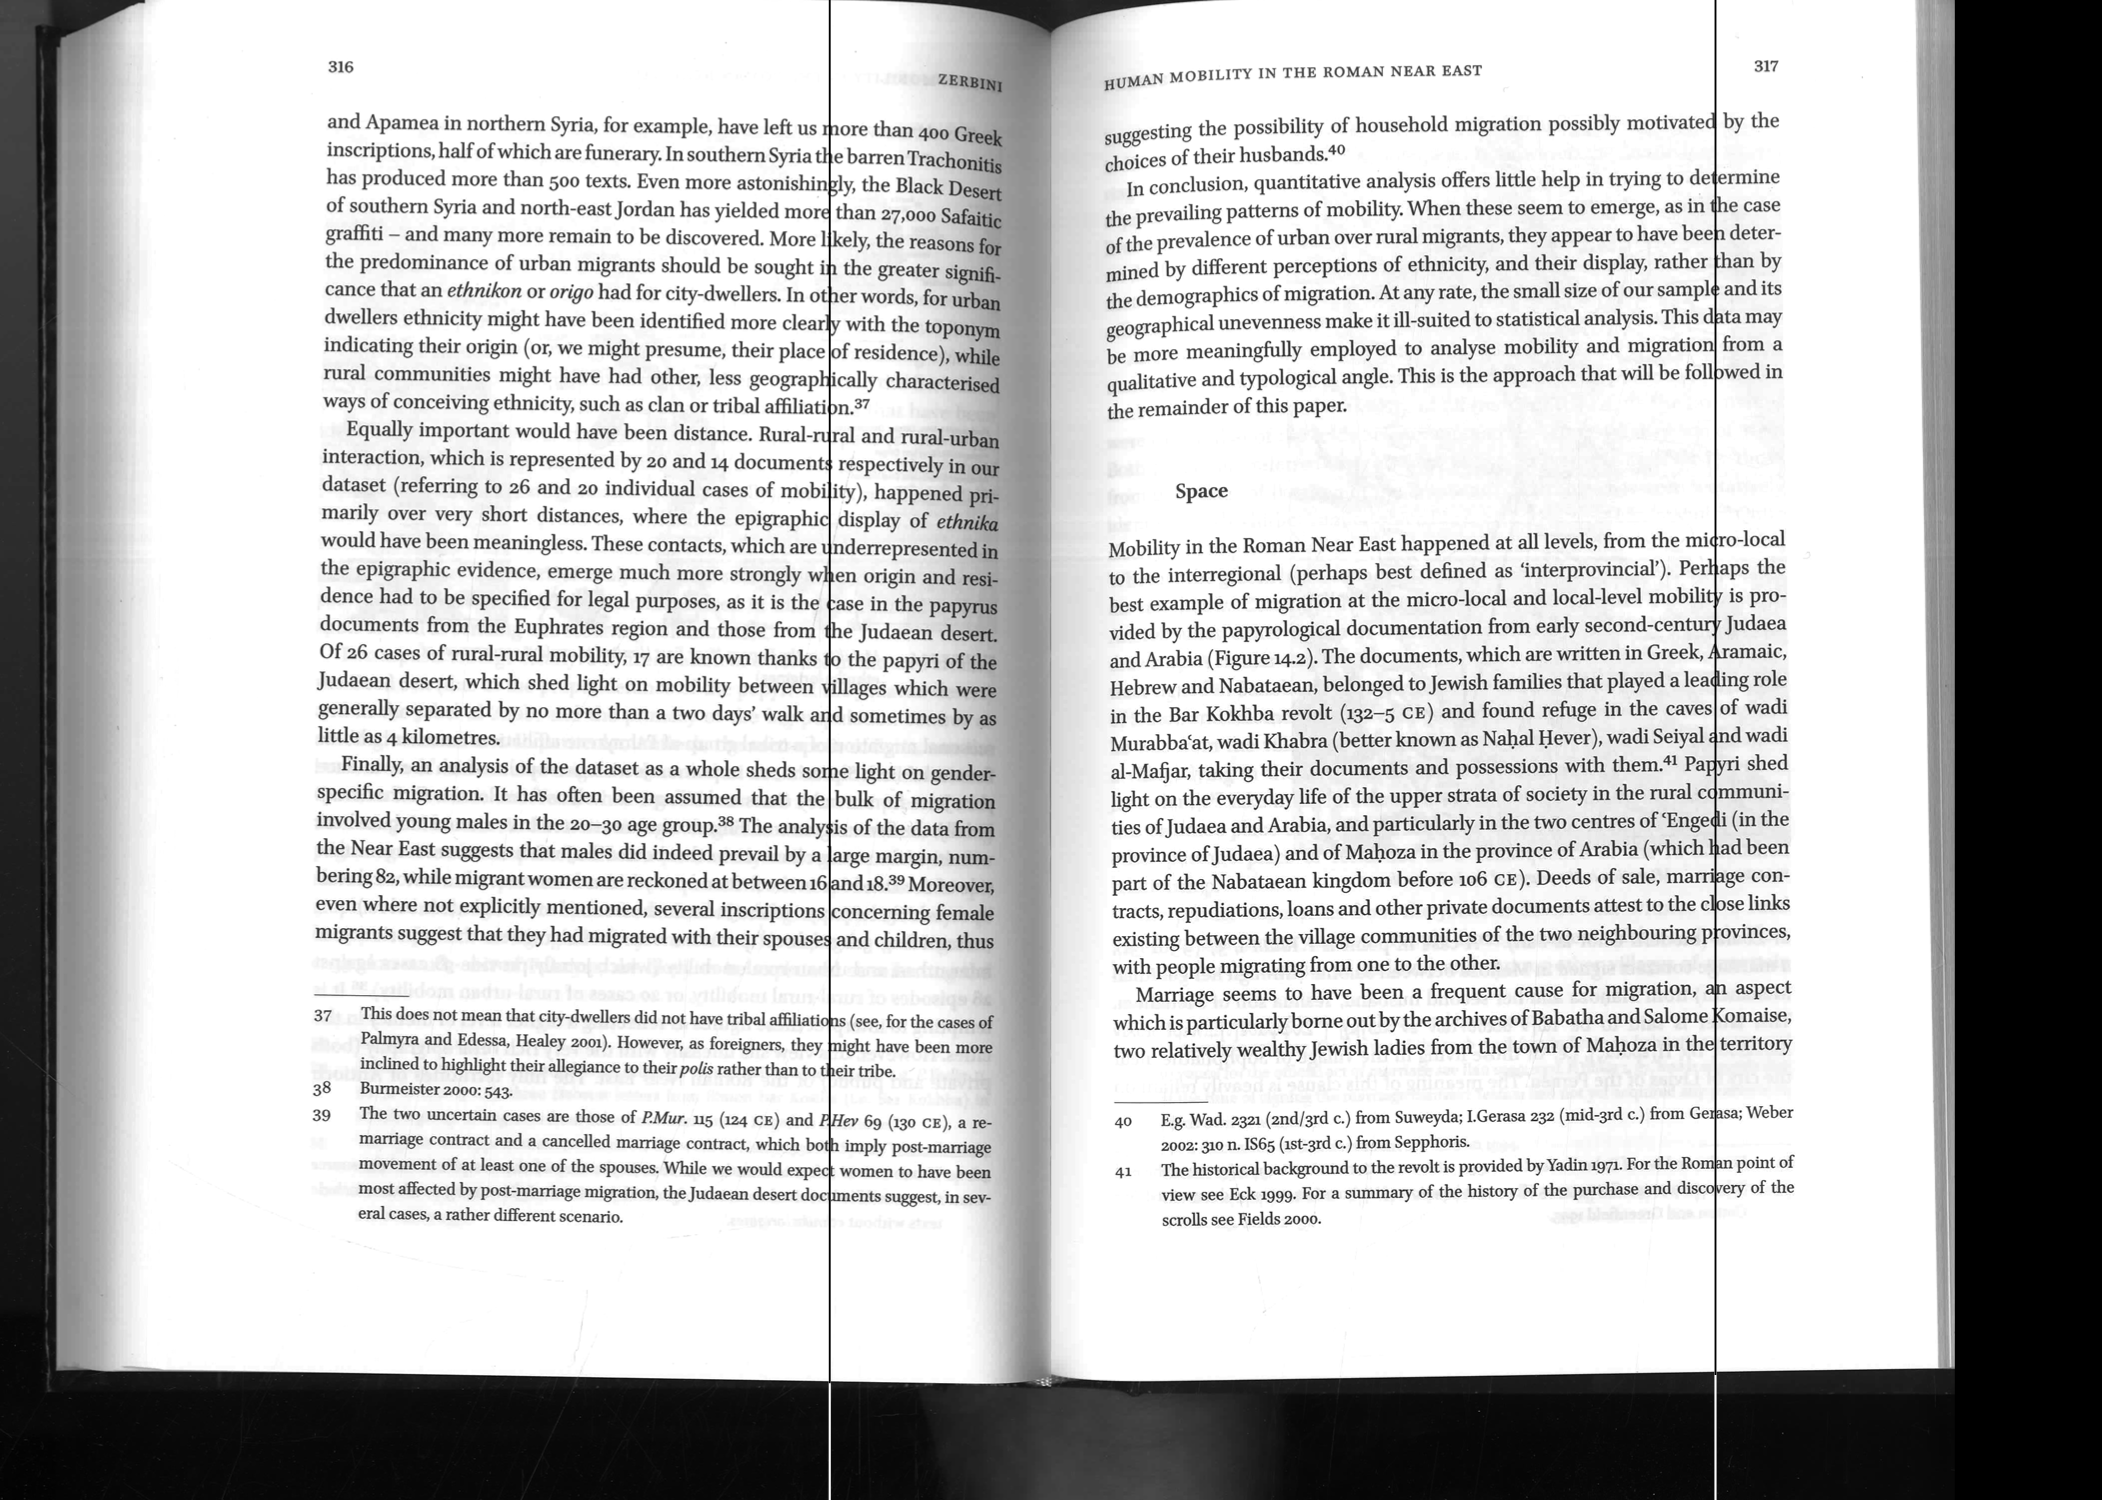 316
ZERBINI
and Apamea in northern Syria, for example, have left us more than 400 Greek
inscriptions, half of which are funerary. In southern Syria the barren Trachonitis
has produced more than 500 texts. Even more astonishingly, the Black Desert
of southern Syria and north-east Jordan has yielded more than 27,000 Safaitic
graffiti – and many more remain to be discovered. More likely, the reasons for
the predominance of urban migrants should be sought in the greater signifi-
cance that an ethnikon or origo had for city-dwellers. In other words, for urban
dwellers ethnicity might have been identified more clearly with the toponym
indicating their origin (or, we might presume, their place of residence), while
rural communities might have had other, less geographically characterised
ways of conceiving ethnicity, such as clan or tribal affiliation.37
Equally important would have been distance. Rural-rural and rural-urban
interaction, which is represented by 20 and 14 documents respectively in our
dataset (referring to 26 and 20 individual cases of mobility), happened pri-
marily over very short distances, where the epigraphic display of ethnika
would have been meaningless. These contacts, which are underrepresented in
the epigraphic evidence, emerge much more strongly when origin and resi-
dence had to be specified for legal purposes, as it is the case in the papyrus
documents from the Euphrates region and those from the Judaean desert.
Of 26 cases of rural-rural mobility, 17 are known thanks to the papyri of the
Judaean desert, which shed light on mobility between villages which were
generally separated by no more than a two days' walk and sometimes by as
little as 4 kilometres.
Finally, an analysis of the dataset as a whole sheds some light on gender-
specific migration. It has often been assumed that the bulk of migration
involved young males in the 20–30 age group.38 The analysis of the data from
the Near East suggests that males did indeed prevail by a large margin, num-
bering 82, while migrant women are reckoned at between 16 and 18.39 Moreover,
even where not explicitly mentioned, several inscriptions concerning female
migrants suggest that they had migrated with their spouses and children, thus
37 This does not mean that city-dwellers did not have tribal affiliations (see, for the cases of
Palmyra and Edessa, Healey 2001). However, as foreigners, they might have been more
inclined to highlight their allegiance to their polis rather than to their tribe.
38 Burmeister 2000: 543.
39 The two uncertain cases are those of P.Mur. 115 (124 CE) and P.Hev 69 (130 CE), a re-
marriage contract and a cancelled marriage contract, which both imply post-marriage
movement of at least one of the spouses. While we would expect women to have been
most affected by post-marriage migration, the Judaean desert documents suggest, in sev-
eral cases, a rather different scenario.
HUMAN MOBILITY IN THE ROMAN NEAR EAST
317
suggesting the possibility of household migration possibly motivated by the
choices of their husbands.40
In conclusion, quantitative analysis offers little help in trying to determine
the prevailing patterns of mobility. When these seem to emerge, as in the case
of the prevalence of urban over rural migrants, they appear to have been deter-
mined by different perceptions of ethnicity, and their display, rather than by
the demographics of migration. At any rate, the small size of our sample and its
geographical unevenness make it ill-suited to statistical analysis. This data may
be more meaningfully employed to analyse mobility and migration from a
qualitative and typological angle. This is the approach that will be followed in
the remainder of this paper.
Space
Mobility in the Roman Near East happened at all levels, from the micro-local
to the interregional (perhaps best defined as 'interprovincial'). Perhaps the
best example of migration at the micro-local and local-level mobility is pro-
vided by the papyrological documentation from early second-century Judaea
and Arabia (Figure 14.2). The documents, which are written in Greek, Aramaic,
Hebrew and Nabataean, belonged to Jewish families that played a leading role
in the Bar Kokhba revolt (132–5 CE) and found refuge in the caves of wadi
Murabbaʿat, wadi Khabra (better known as Naḥal Ḥever), wadi Seiyal and wadi
al-Mafjar, taking their documents and possessions with them.41 Papyri shed
light on the everyday life of the upper strata of society in the rural communi-
ties of Judaea and Arabia, and particularly in the two centres of ʿEngedi (in the
province of Judaea) and of Maḥoza in the province of Arabia (which had been
part of the Nabataean kingdom before 106 CE). Deeds of sale, marriage con-
tracts, repudiations, loans and other private documents attest to the close links
existing between the village communities of the two neighbouring provinces,
with people migrating from one to the other.
Marriage seems to have been a frequent cause for migration, an aspect
which is particularly borne out by the archives of Babatha and Salome Komaise,
two relatively wealthy Jewish ladies from the town of Maḥoza in the territory
40 E.g. Wad. 2321 (2nd/3rd c.) from Suweyda; I.Gerasa 232 (mid-3rd c.) from Gerasa; Weber
2002: 310 n. IS65 (1st-3rd c.) from Sepphoris.
41 The historical background to the revolt is provided by Yadin 1971. For the Roman point of
view see Eck 1999. For a summary of the history of the purchase and discovery of the
scrolls see Fields 2000.